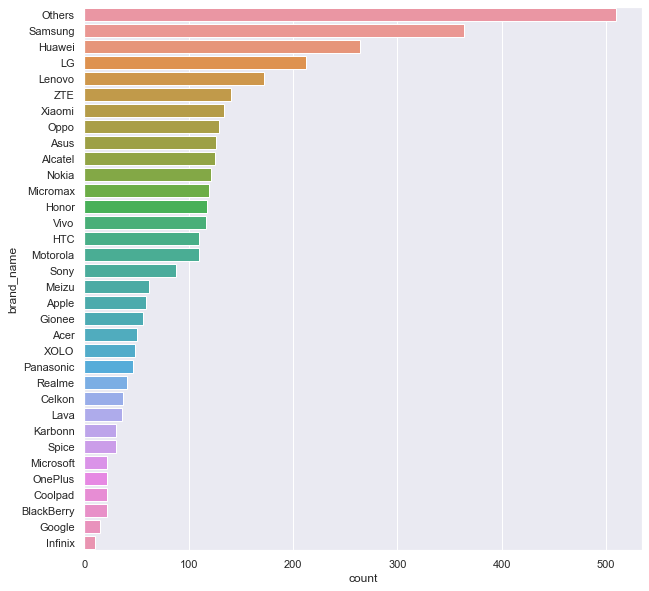 Others
Samsung
Huawei
LG
Lenovo
ZTE
Xiaomi
Oppo
Asus
Alcatel
Nokia
Micromax
Honor
Vivo
HTC
Motorola
Sony
Meizu
Apple
Gionee
Acer
XOLO
Panasonic
Realme
Celkon
Lava
Karbonn
Spice
Microsoft
OnePlus
Coolpad
BlackBerry
Google
Infinix
brand_name
0 100 200 300 400 500
count